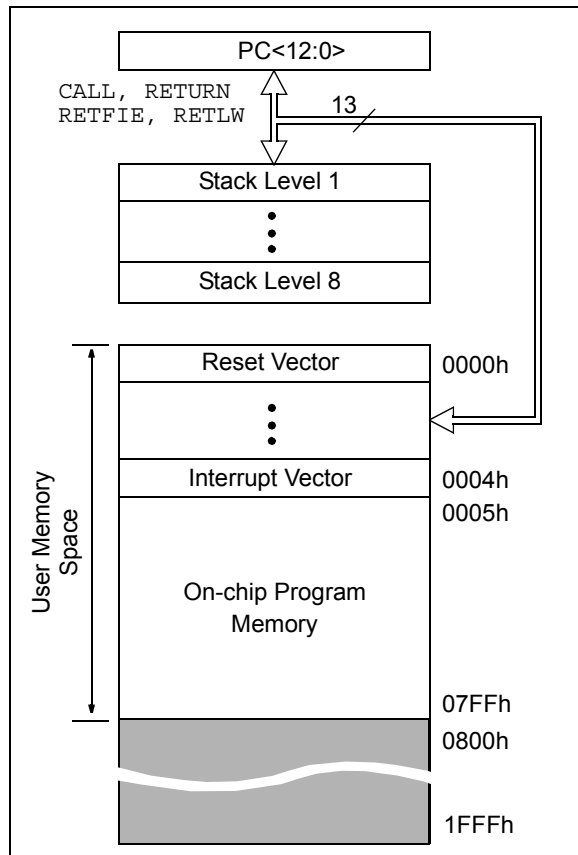 PC<12:0>
CALL, RETURN
RETFIE, RETLW
13
Stack Level 1
Stack Level 8
Reset Vector
0000h
Interrupt Vector
0004h
0005h
User Memory
Space
On-chip Program
Memory
07FFh
0800h
1FFFh